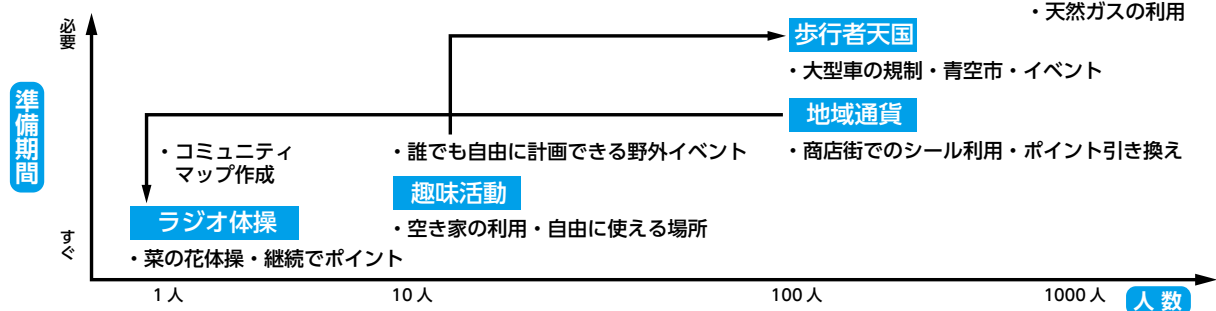 ・天然ガスの利用
必要
歩行者天国
・大型車の規制・青空市・イベント
準備期間
地域通貨
・コミュニティ
マップ作成
・誰でも自由に計画できる野外イベント
・商店街でのシール利用・ポイント引き換え
趣味活動
ラジオ体操
・空き家の利用・自由に使える場所
すぐ
・菜の花体操・継続でポイント
1人
10人
100人
1000人
人数